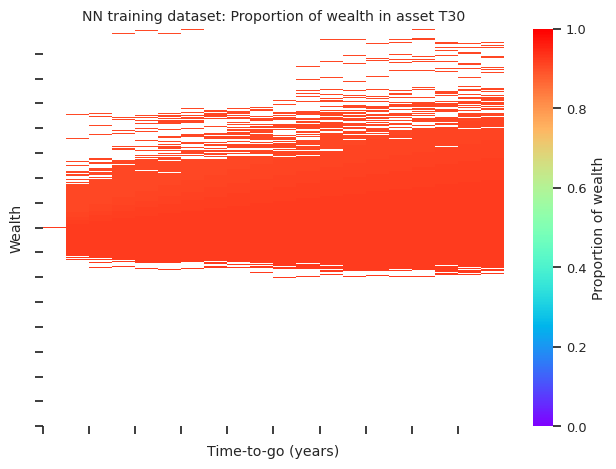 NN training dataset: Proportion of wealth in asset T30
Wealth
Time-to-go (years)
1.0
0.8
0.6
0.4
0.2
0.0
Proportion of wealth